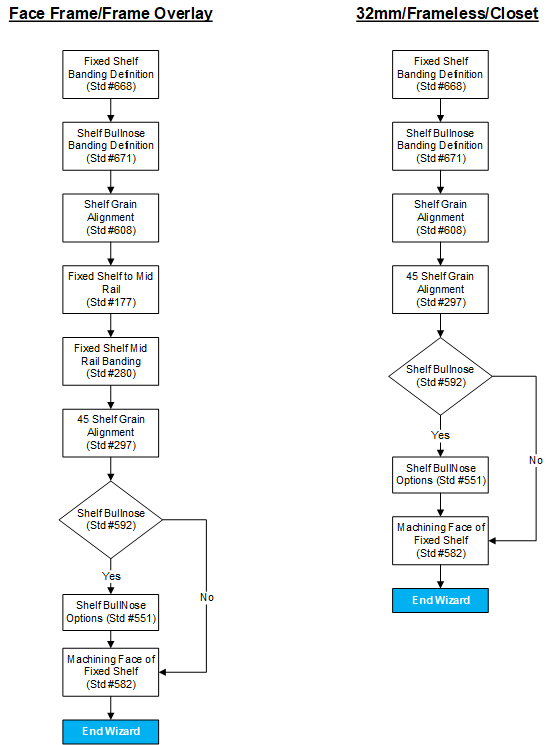 Face Frame/Frame Overlay
Fixed Shelf
Banding Definition
(Std #668)
Shelf Bullnose
Banding Definition
(Std #671)
Shelf Grain
Alignment
(Std #608)
Fixed Shelf to Mid
Rail
(Std #177)
Fixed Shelf Mid
Rail Banding
(Std #280)
45 Shelf Grain
Alignment
(Std #297)
Shelf Bullnose
(Std #592)
Yes
No
Shelf BullNose
Options (Std #551)
Machining Face of
Fixed Shelf
(Std #582)
End Wizard
32mm/Frameless/Closet
Fixed Shelf
Banding Definition
(Std #668)
Shelf Bullnose
Banding Definition
(Std #671)
Shelf Grain
Alignment
(Std #608)
45 Shelf Grain
Alignment
(Std #297)
Shelf Bullnose
(Std #592)
Yes
No
Shelf BullNose
Options (Std #551)
Machining Face of
Fixed Shelf
(Std #582)
End Wizard